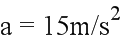 a = 15m/s²